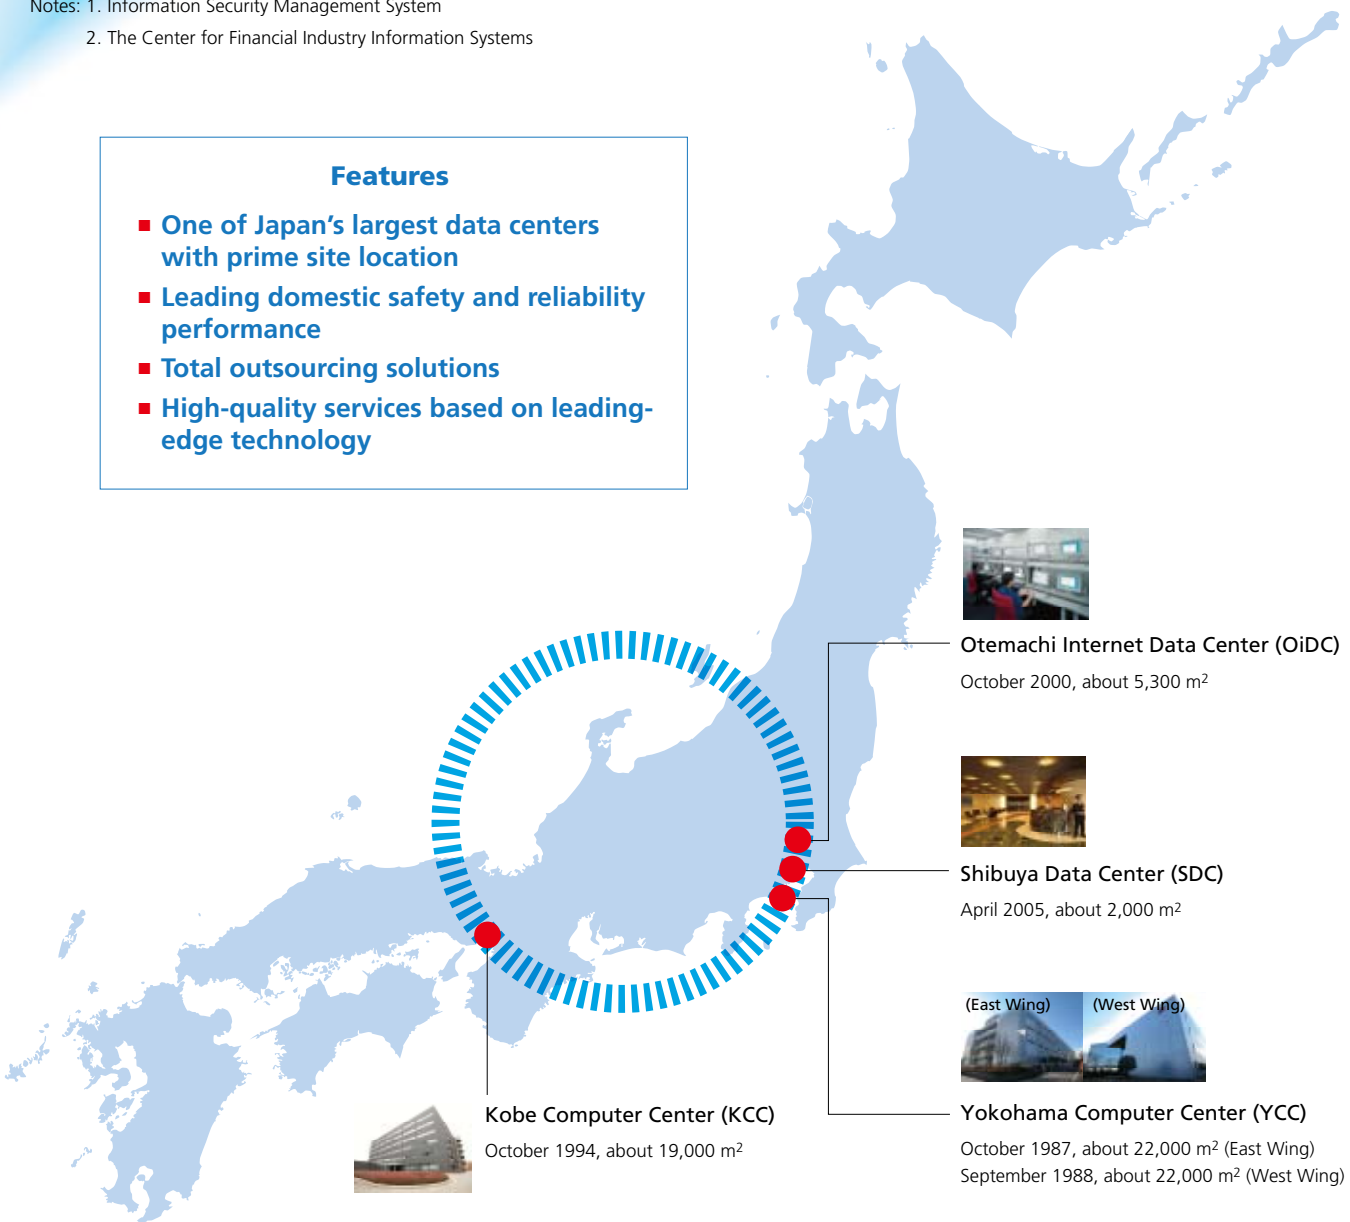 Notes: 1. Information Security Management System
2. The Center for Financial Industry Information Systems
Features
■ One of Japan’s largest data centers
with prime site location
■ Leading domestic safety and reliability
performance
■ Total outsourcing solutions
■ High-quality services based on leading-
edge technology
Otemachi Internet Data Center (OiDC)
October 2000, about 5,300 m²
Shibuya Data Center (SDC)
April 2005, about 2,000 m²
(East Wing) (West Wing)
Yokohama Computer Center (YCC)
October 1987, about 22,000 m² (East Wing)
September 1988, about 22,000 m² (West Wing)
Kobe Computer Center (KCC)
October 1994, about 19,000 m²